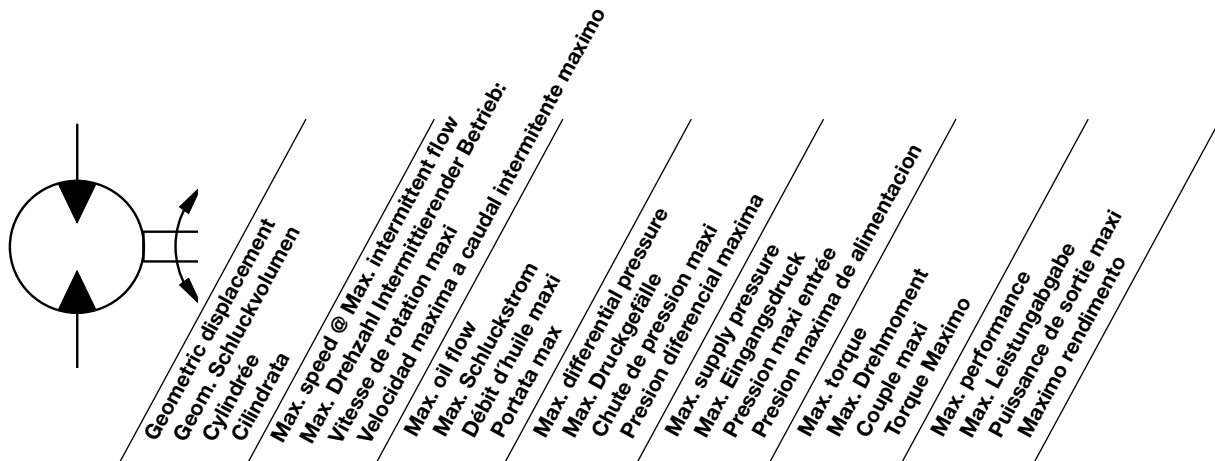 Geometric displacement
Geom. Schluckvolumen
Cylindrée
Cilindrata
Max. speed @ Max. intermittent flow
Max. Drehzahl Intermittierender Betrieb:
Vitesse de rotation maxi
Velocidad maxima a caudal intermitente maximo
Max. oil flow
Max. Schluckstrom
Débit d´huile maxi
Portata max
Max. differential pressure
Max. Druckgefälle
Chute de pression maxi
Presion diferencial maxima
Max. supply pressure
Max. Eingangsdruck
Pression maxi entrée
Presion maxima de alimentacion
Max. torque
Max. Drehmoment
Couple maxi
Torque Maximo
Max. performance
Max. Leistungabgabe
Puissance de sortie maxi
Maximo rendimento